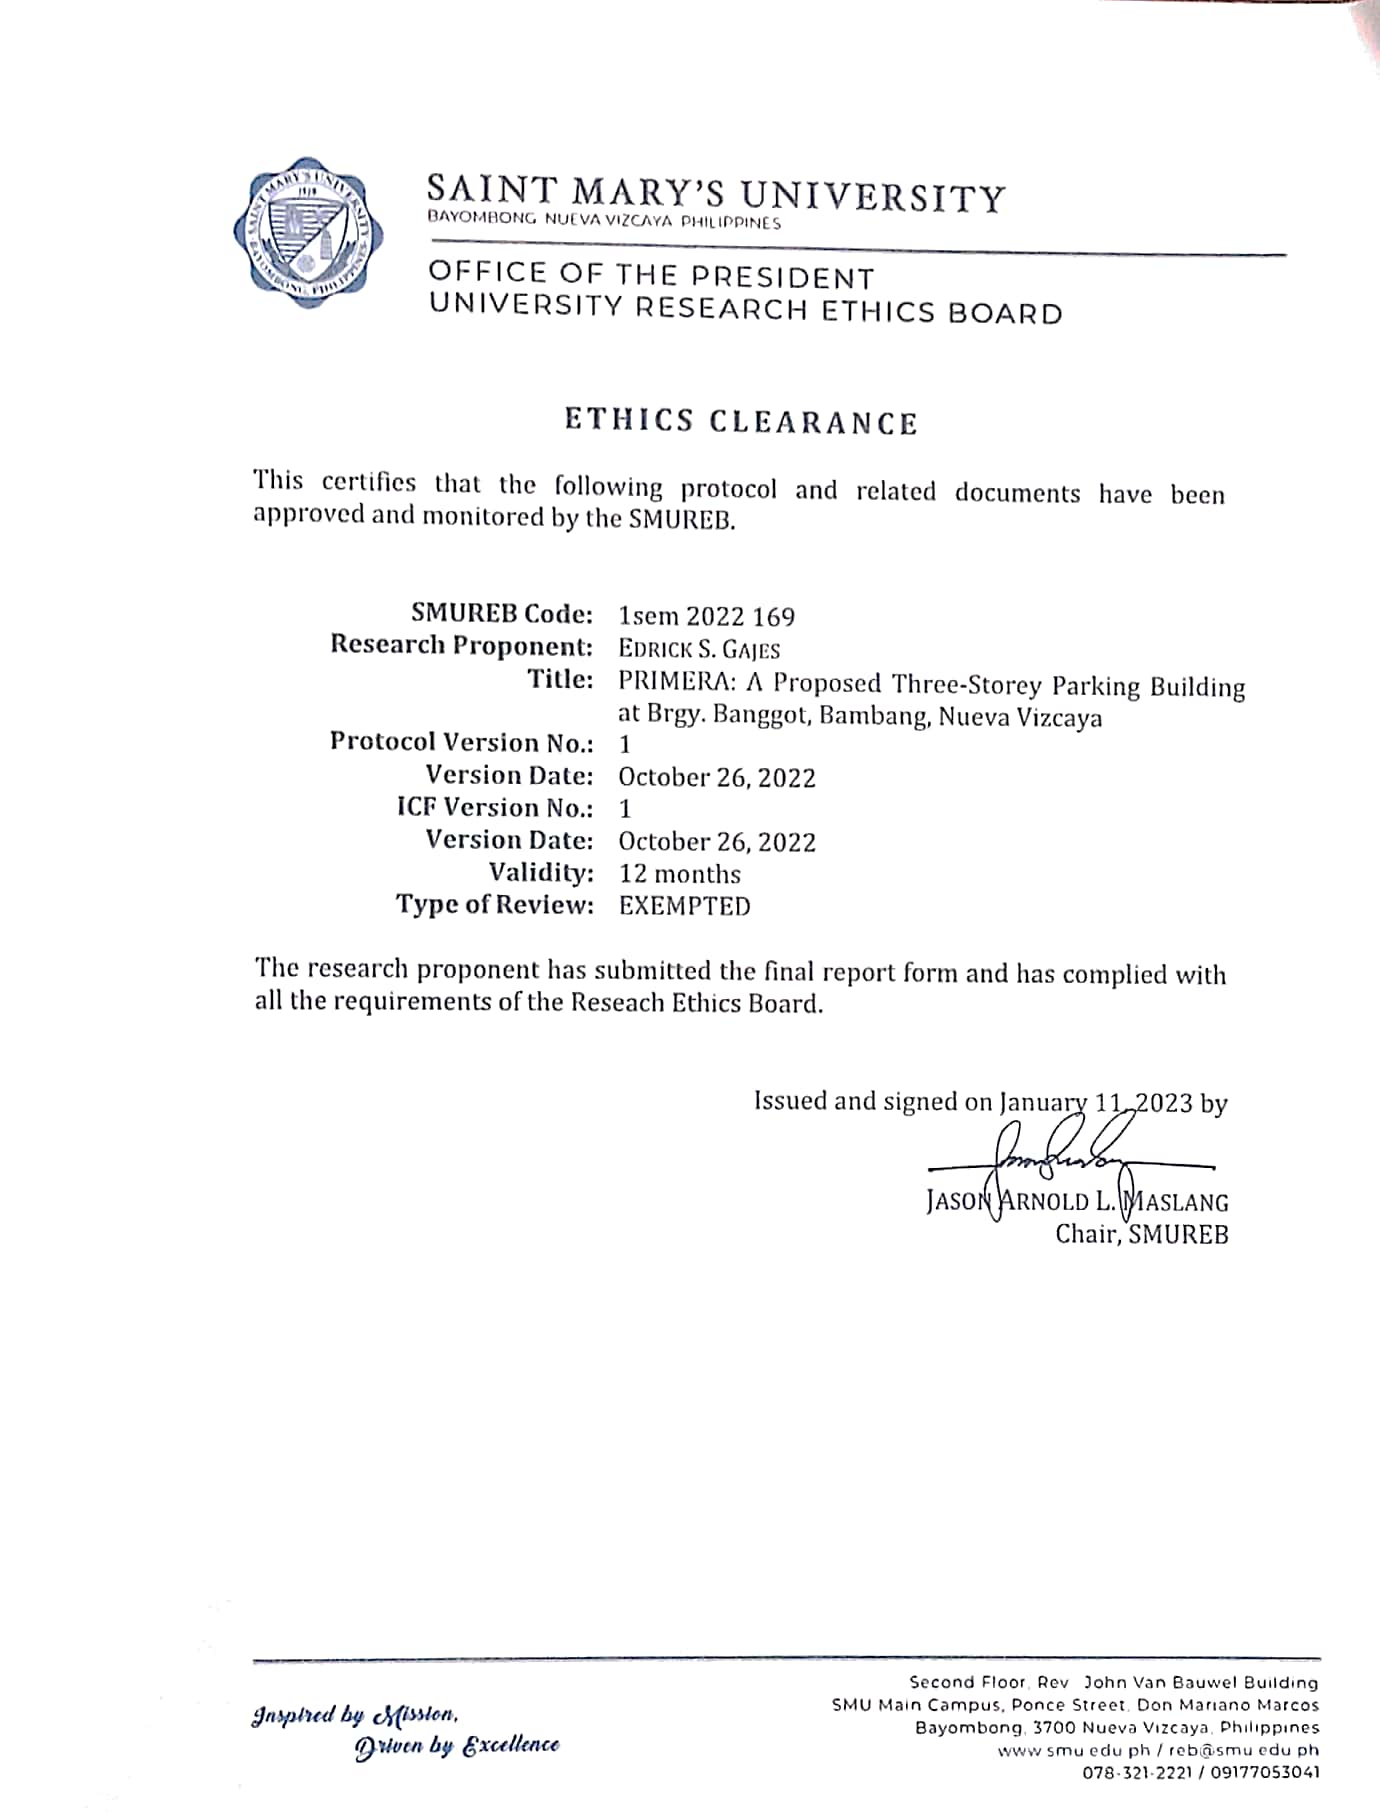 SAINT MARY'S UNIVERSITY
1928
BAYOMBONG, PHILIPPINES
SAINT MARY'S UNIVERSITY
BAYOMBONG NUEVA VIZCAYA PHILIPPINES
OFFICE OF THE PRESIDENT
UNIVERSITY RESEARCH ETHICS BOARD
ETHICS CLEARANCE
This certifies that the following protocol and related documents have been
approved and monitored by the SMUREB.
SMUREB Code: 1sem 2022 169
Research Proponent: EDRICK S. GAJES
Title: PRIMERA: A Proposed Three-Storey Parking Building
at Brgy. Banggot, Bambang, Nueva Vizcaya
Protocol Version No.: 1
Version Date: October 26, 2022
ICF Version No.: 1
Version Date: October 26, 2022
Validity: 12 months
Type of Review: EXEMPTED
The research proponent has submitted the final report form and has complied with
all the requirements of the Reseach Ethics Board.
Issued and signed on January 11, 2023 by
JASON ARNOLD L. MASLANG
Chair, SMUREB
Inspired by Mission,
Driven by Excellence
Second Floor, Rev John Van Bauwel Building
SMU Main Campus, Ponce Street, Don Mariano Marcos
Bayombong, 3700 Nueva Vizcaya, Philippines
www smu edu ph / reb@smu edu ph
078-321-2221 / 09177053041